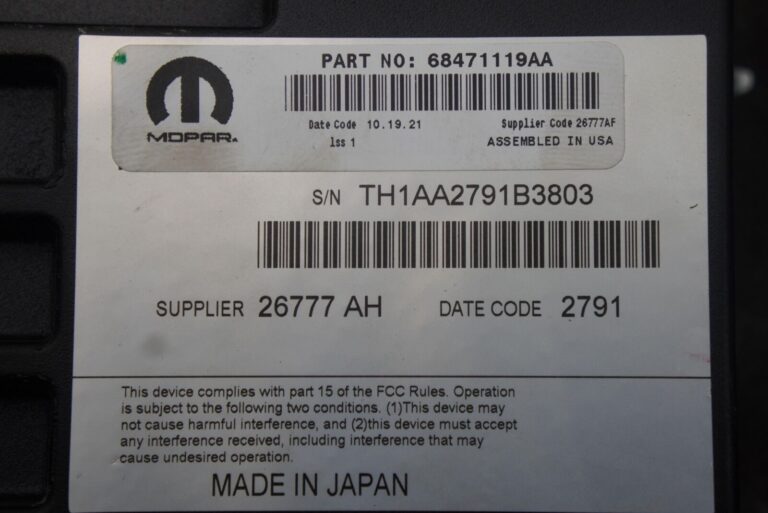 PART NO: 68471119AA
MOPAR
Date Code 10.19.21 Supplier Code 26777AF
Iss 1 ASSEMBLED IN USA
S/N TH1AA2791B3803
SUPPLIER 26777 AH DATE CODE 2791
This device complies with part 15 of the FCC Rules. Operation
is subject to the following two conditions. (1)This device may
not cause harmful interference, and (2)this device must accept
any interference received, including interference that may
cause undesired operation.
MADE IN JAPAN